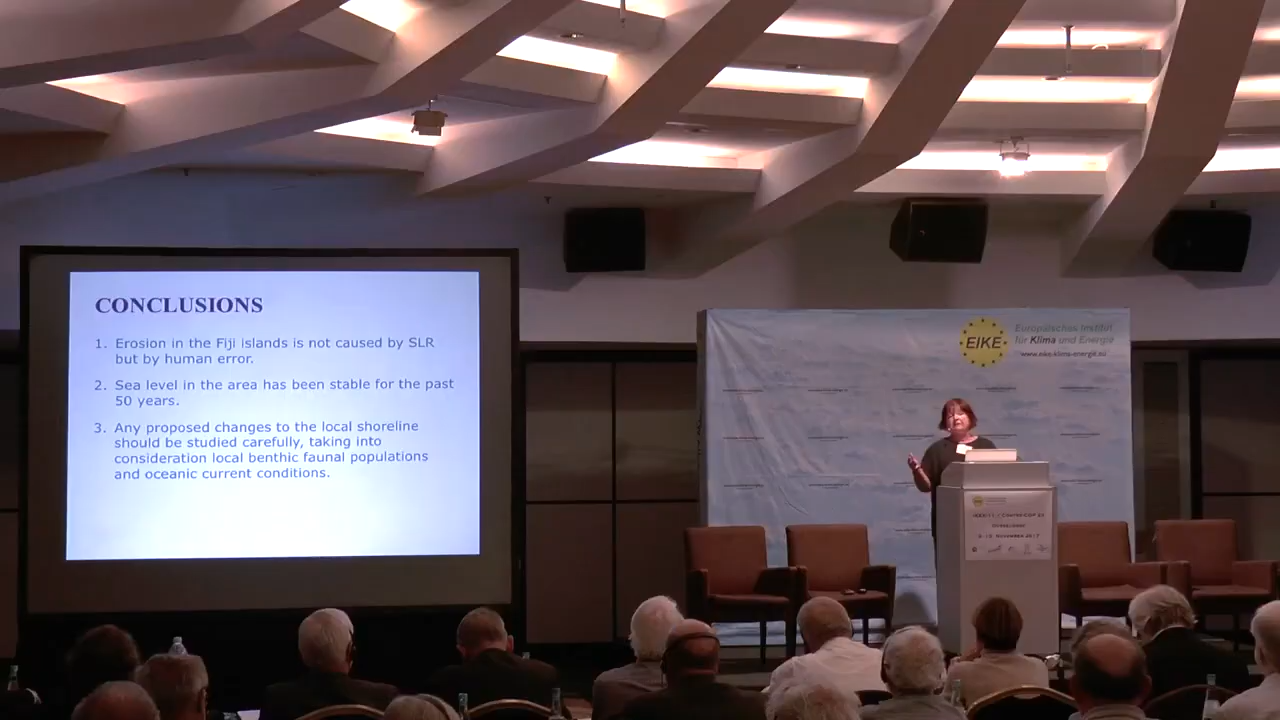 CONCLUSIONS
1. Erosion in the Fiji islands is not caused by SLR
but by human error.
2. Sea level in the area has been stable for the past
50 years.
3. Any proposed changes to the local shoreline
should be studied carefully, taking into
consideration local benthic faunal populations
and oceanic current conditions.
EIKE
Europäisches Institut
für Klima und Energie
www.eike-klima-energie.eu